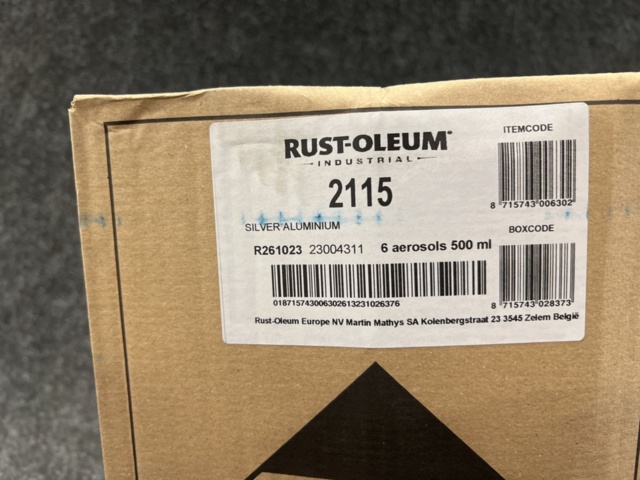 RUST-OLEUM®
INDUSTRIAL
2115
SILVER ALUMINIUM
R261023 23004311 6 aerosols 500 ml
01871574300630261323102637​6
Rust-Oleum Europe NV Martin Mathys SA Kolenbergstraat 23 3545 Zelem België
ITEMCODE
8 715743 006302
BOXCODE
8 715743 028373